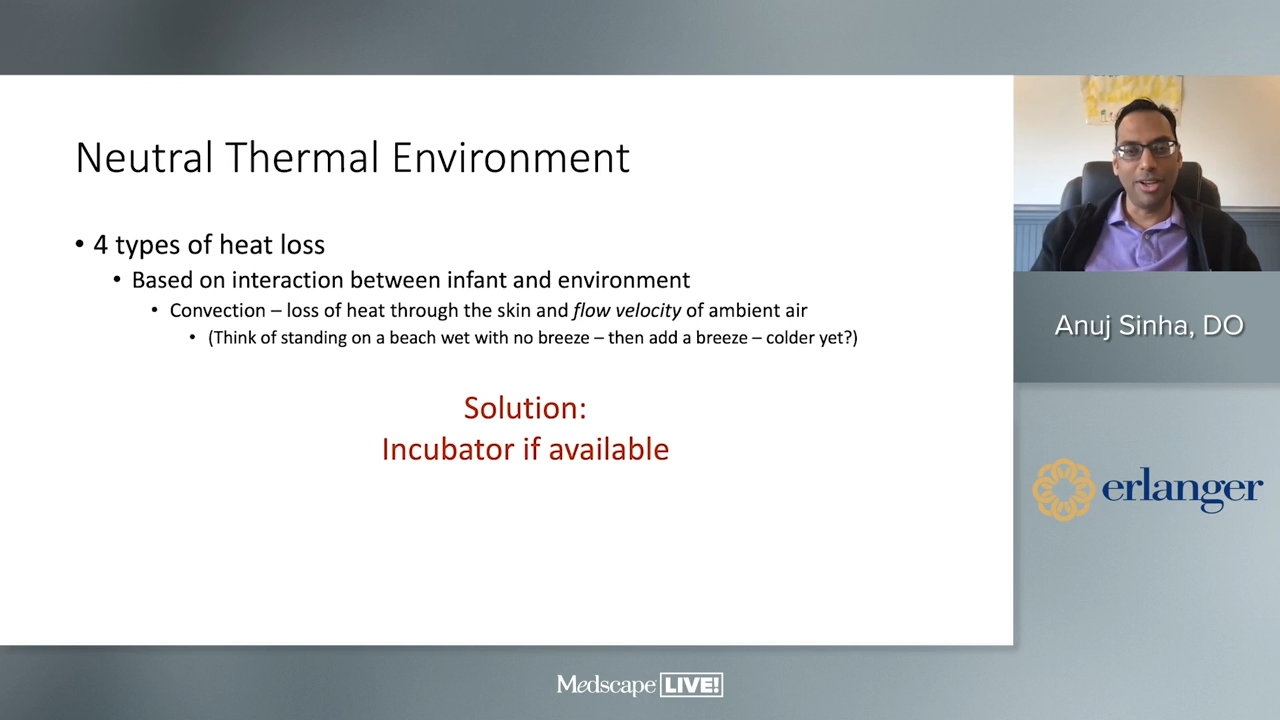 Neutral Thermal Environment
• 4 types of heat loss
• Based on interaction between infant and environment
• Convection – loss of heat through the skin and flow velocity of ambient air
• (Think of standing on a beach wet with no breeze – then add a breeze – colder yet?)
Solution:
Incubator if available
Anuj Sinha, DO
erlanger
Medscape LIVE!